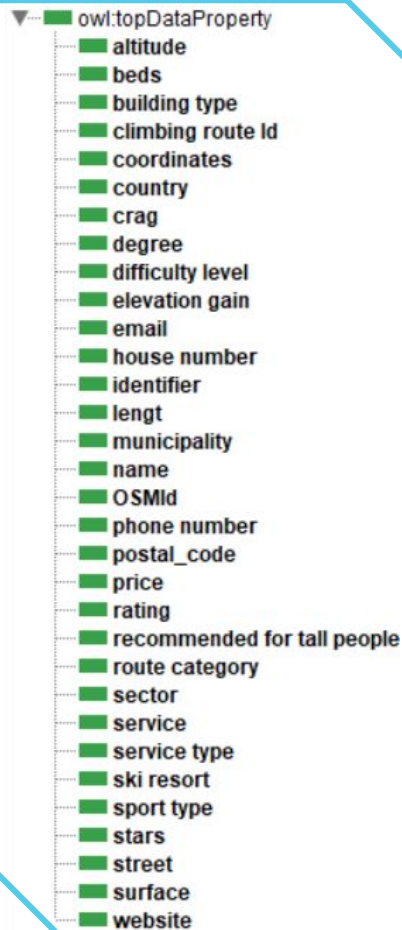 owl:topDataProperty
altitude
beds
building type
climbing route Id
coordinates
country
crag
degree
difficulty level
elevation gain
email
house number
identifier
lengt
municipality
name
OSMId
phone number
postal_code
price
rating
recommended for tall people
route category
sector
service
service type
ski resort
sport type
stars
street
surface
website